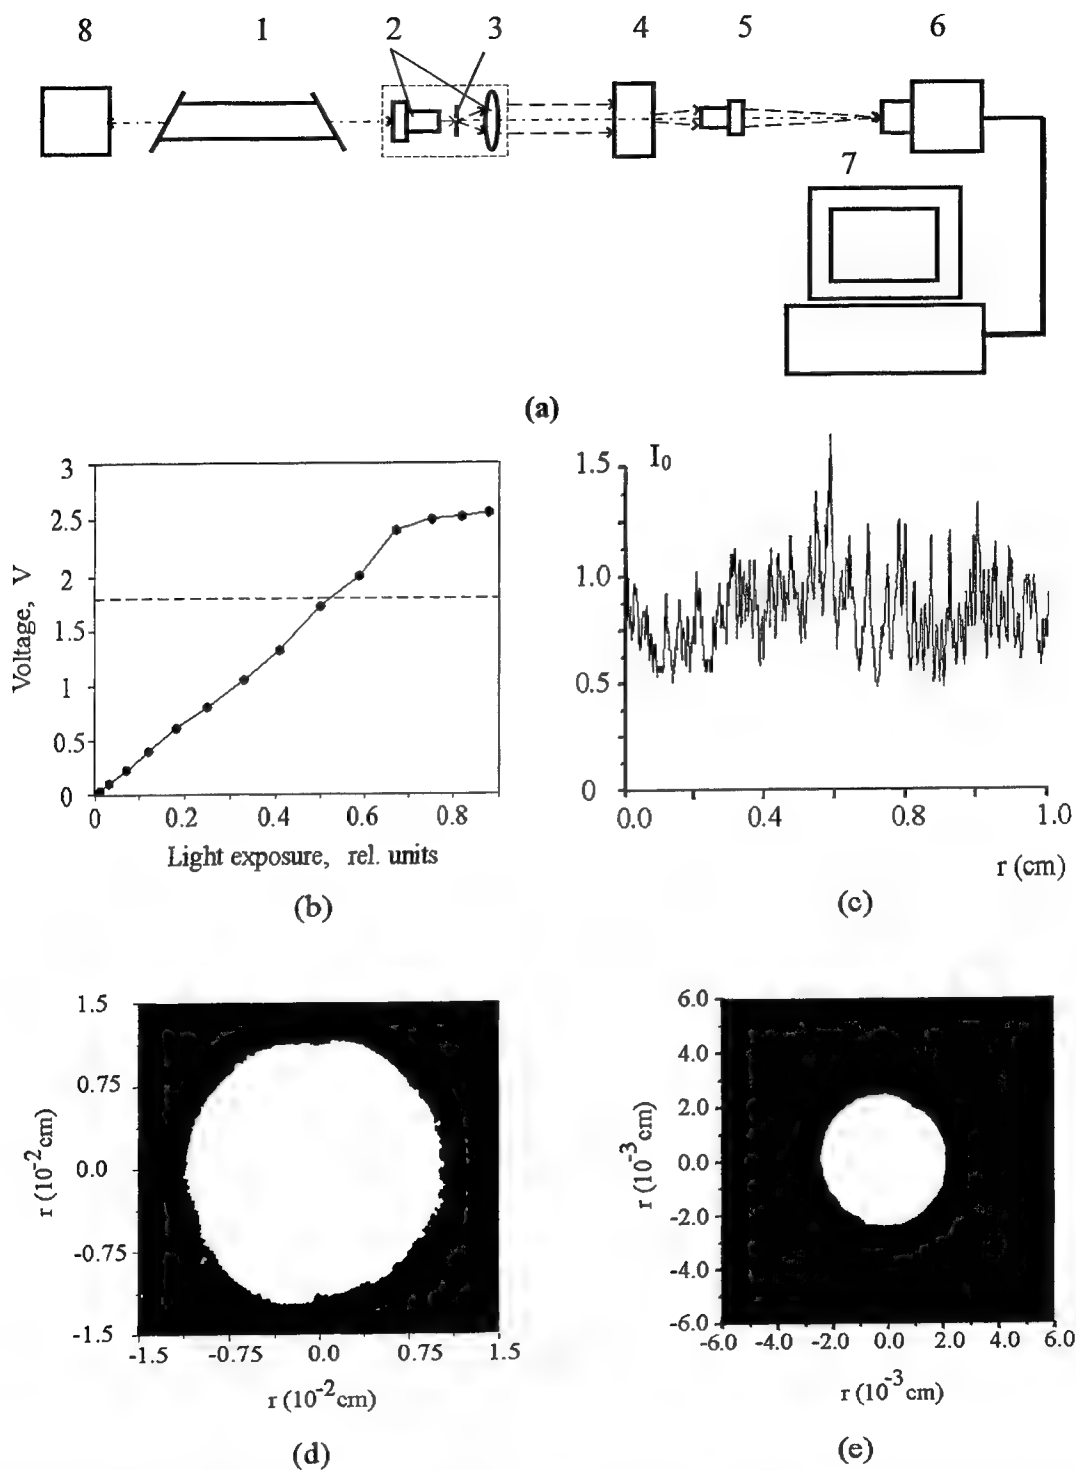 8 1 2 3 4 5 6
7
(a)
3
2.5
2
1.5
1
0.5
0
Voltage, V
0 0.2 0.4 0.6 0.8
Light exposure, rel. units
(b)
I₀
1.5
1.0
0.5
0
0.0 0.4 0.8 1.0
r (cm)
(c)
1.5
0.75
0.0
-0.75
-1.5
r (10⁻²cm)
-1.5 -0.75 0.0 0.75 1.5
r (10⁻²cm)
(d)
6.0
4.0
2.0
0.0
-2.0
-4.0
-6.0
r (10⁻³cm)
-6.0 -4.0 -2.0 0.0 2.0 4.0 6.0
r (10⁻³cm)
(e)